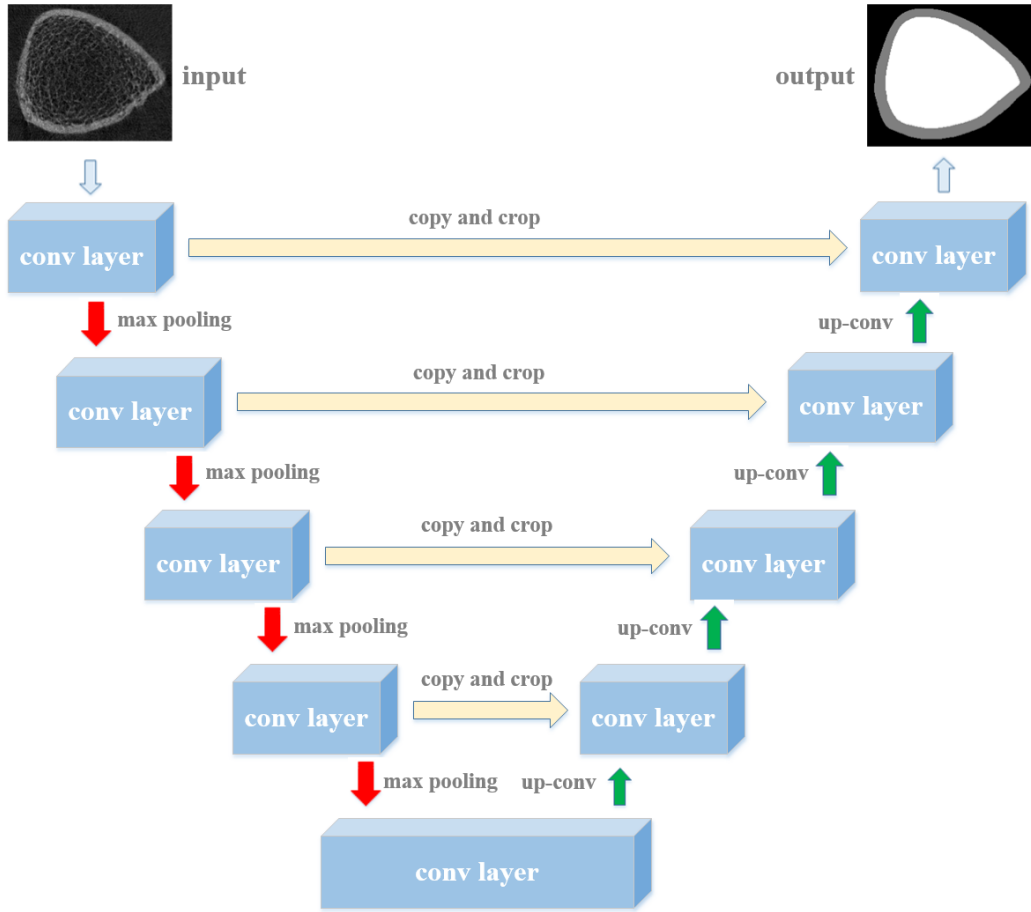 input
output
copy and crop
conv layer
conv layer
max pooling
up-conv
copy and crop
conv layer
conv layer
max pooling
up-conv
copy and crop
conv layer
conv layer
max pooling
up-conv
copy and crop
conv layer
conv layer
max pooling
up-conv
conv layer